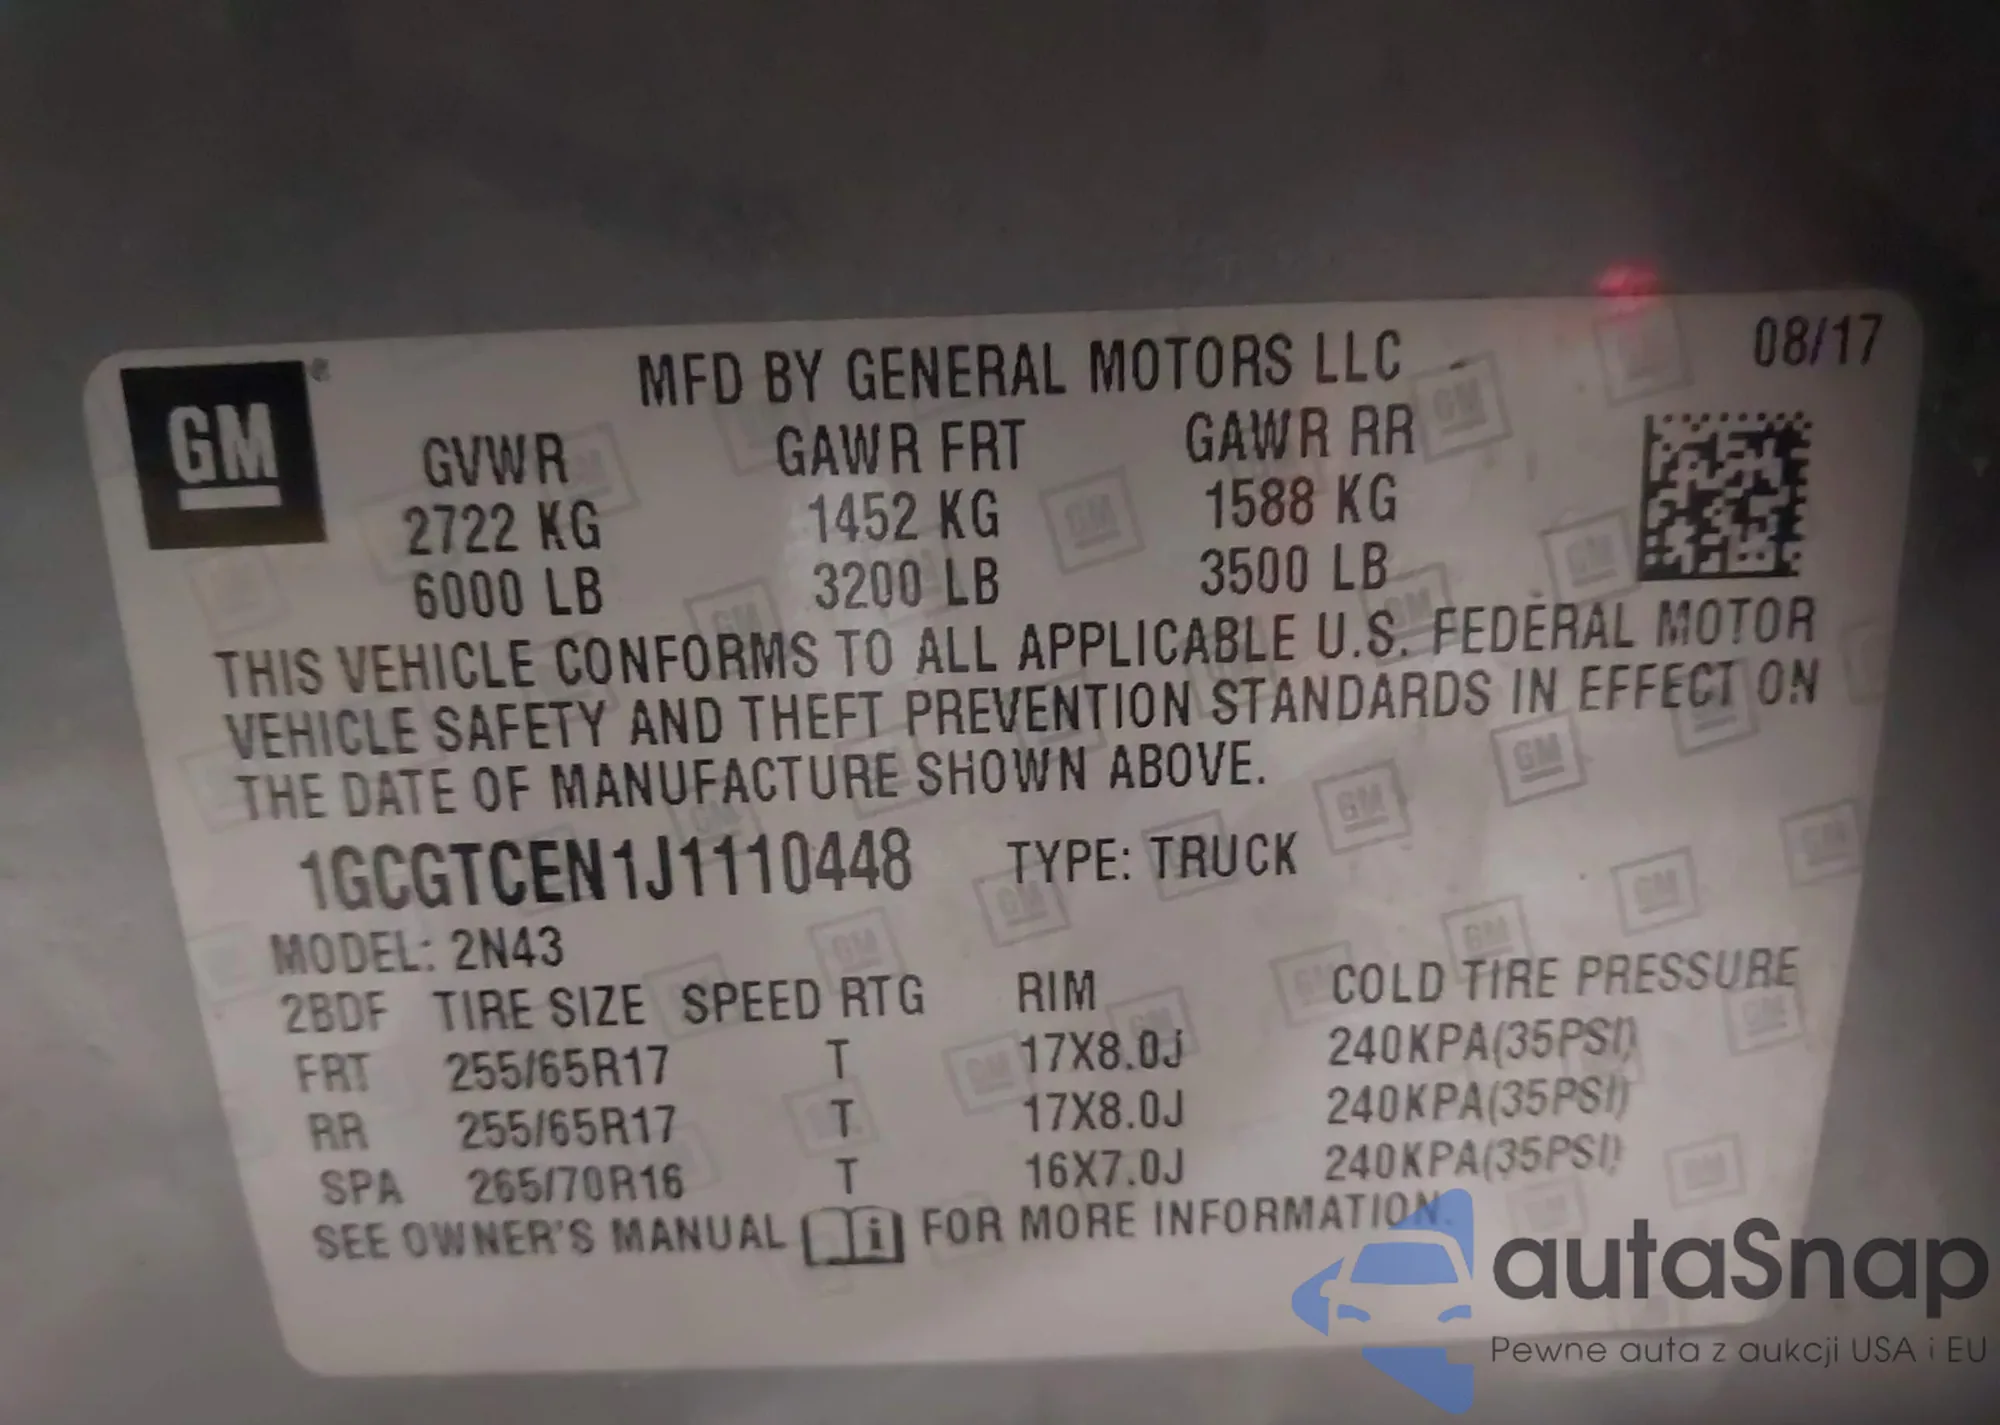 GM
®
MFD BY GENERAL MOTORS LLC
08/17
GVWR GAWR FRT GAWR RR
2722 KG 1452 KG 1588 KG
6000 LB 3200 LB 3500 LB
THIS VEHICLE CONFORMS TO ALL APPLICABLE U.S. FEDERAL MOTOR
VEHICLE SAFETY AND THEFT PREVENTION STANDARDS IN EFFECT ON
THE DATE OF MANUFACTURE SHOWN ABOVE.
1GCGTCEN1J1110448 TYPE: TRUCK
MODEL: 2N43
2BDF TIRE SIZE SPEED RTG RIM COLD TIRE PRESSURE
FRT 255/65R17 T 17X8.0J 240KPA(35PSI)
RR 255/65R17 T 17X8.0J 240KPA(35PSI)
SPA 265/70R16 T 16X7.0J 240KPA(35PSI)
SEE OWNER'S MANUAL i FOR MORE INFORMATION.
autaSnap
Pewne auta z aukcji USA i EU